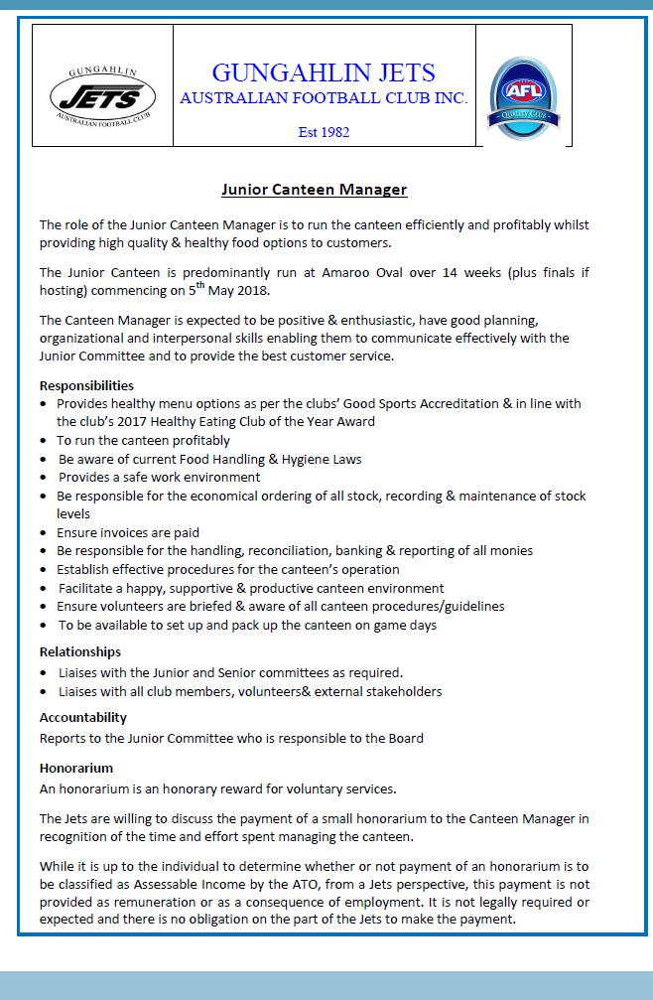 GUNGAHLIN
JETS
AUSTRALIAN FOOTBALL CLUB
GUNGAHLIN JETS
AUSTRALIAN FOOTBALL CLUB INC.
Est 1982
AFL
QUALITY CLUB
Junior Canteen Manager
The role of the Junior Canteen Manager is to run the canteen efficiently and profitably whilst
providing high quality & healthy food options to customers.
The Junior Canteen is predominantly run at Amaroo Oval over 14 weeks (plus finals if
hosting) commencing on 5th May 2018.
The Canteen Manager is expected to be positive & enthusiastic, have good planning,
organizational and interpersonal skills enabling them to communicate effectively with the
Junior Committee and to provide the best customer service.
Responsibilities
• Provides healthy menu options as per the clubs' Good Sports Accreditation & in line with
the club's 2017 Healthy Eating Club of the Year Award
• To run the canteen profitably
• Be aware of current Food Handling & Hygiene Laws
• Provides a safe work environment
• Be responsible for the economical ordering of all stock, recording & maintenance of stock
levels
• Ensure invoices are paid
• Be responsible for the handling, reconciliation, banking & reporting of all monies
• Establish effective procedures for the canteen's operation
• Facilitate a happy, supportive & productive canteen environment
• Ensure volunteers are briefed & aware of all canteen procedures/guidelines
• To be available to set up and pack up the canteen on game days
Relationships
• Liaises with the Junior and Senior committees as required.
• Liaises with all club members, volunteers& external stakeholders
Accountability
Reports to the Junior Committee who is responsible to the Board
Honorarium
An honorarium is an honorary reward for voluntary services.
The Jets are willing to discuss the payment of a small honorarium to the Canteen Manager in
recognition of the time and effort spent managing the canteen.
While it is up to the individual to determine whether or not payment of an honorarium is to
be classified as Assessable Income by the ATO, from a Jets perspective, this payment is not
provided as remuneration or as a consequence of employment. It is not legally required or
expected and there is no obligation on the part of the Jets to make the payment.